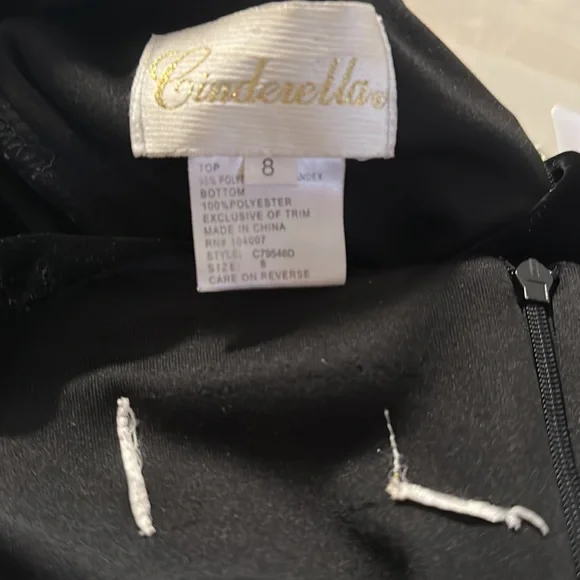 Cinderella®
8
TOP
BOTTOM
100%POLYESTER
EXCLUSIVE OF TRIM
MADE IN CHINA
RN# 104007
STYLE: C79546D
SIZE: 8
CARE ON REVERSE